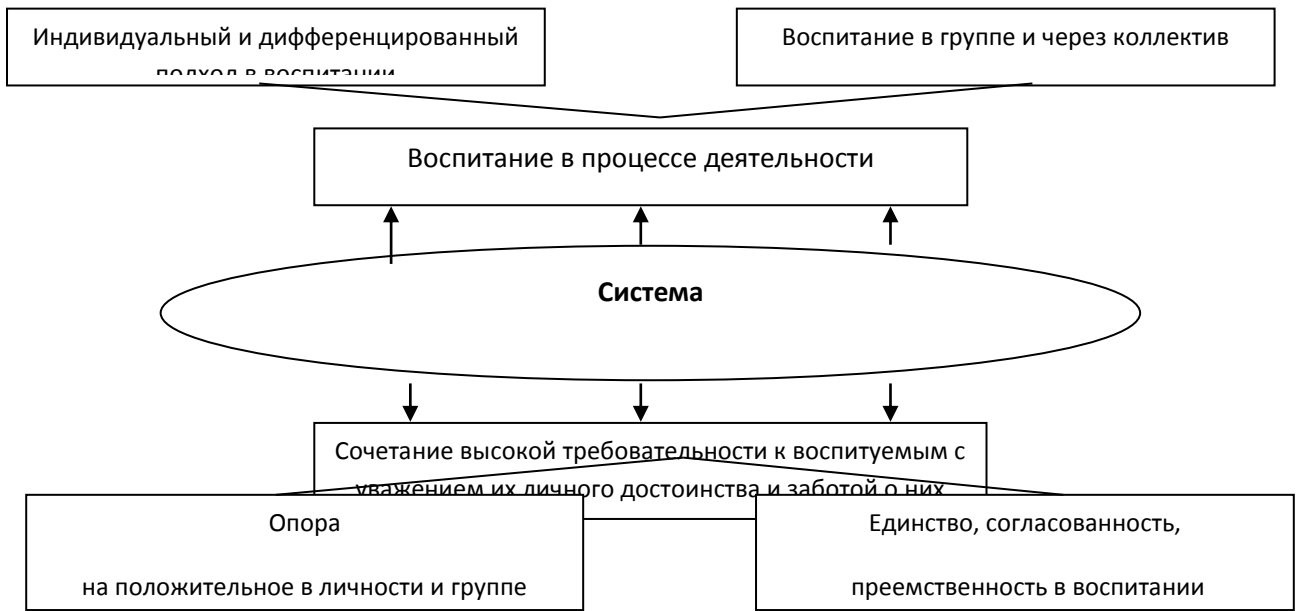 Индивидуальный и дифференцированный
подход в воспитании
Воспитание в группе и через коллектив
Воспитание в процессе деятельности
Система
Сочетание высокой требовательности к воспитуемым с
уважением их личного достоинства и заботой о них
Опора
на положительное в личности и группе
Единство, согласованность,
преемственность в воспитании